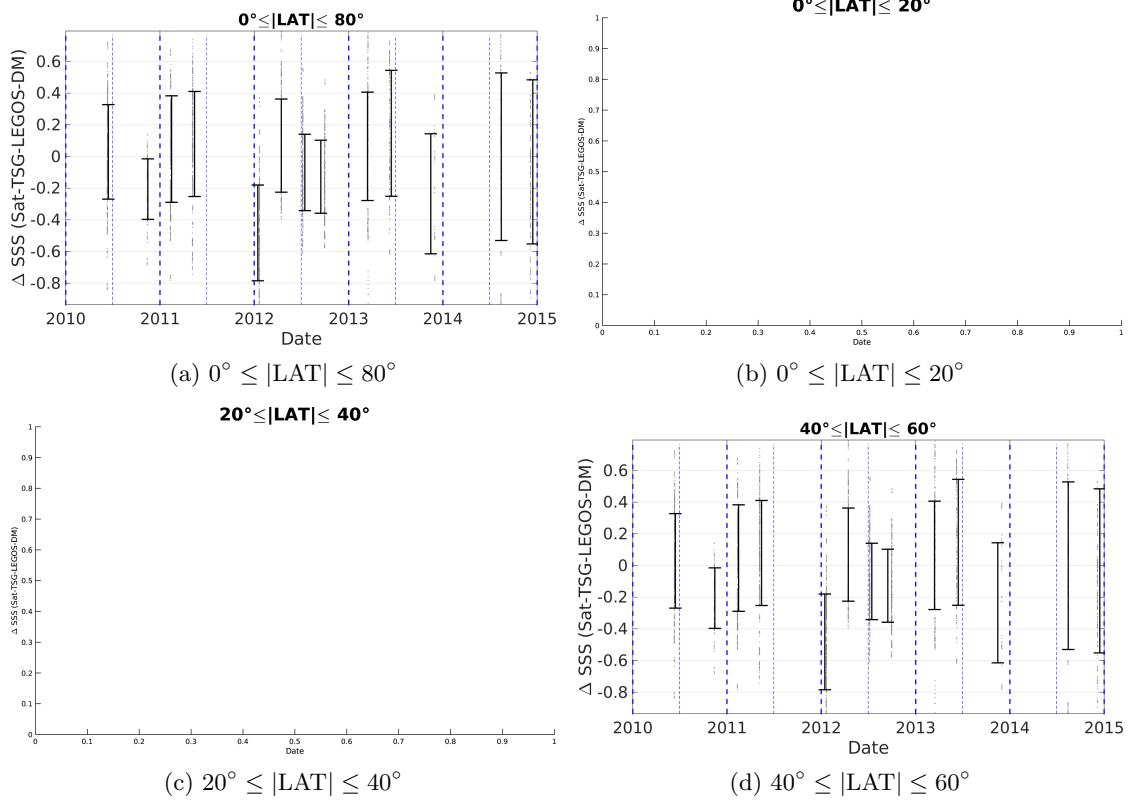 0°≤|LAT|≤ 80°
Δ SSS (Sat-TSG-LEGOS-DM)
0.6
0.4
0.2
0
-0.2
-0.4
-0.6
-0.8
2010 2011 2012 2013 2014 2015
Date
(a) 0° ≤ |LAT| ≤ 80°
0°≤|LAT|≤ 20°
Δ SSS (Sat-TSG-LEGOS-DM)
1
0.9
0.8
0.7
0.6
0.5
0.4
0.3
0.2
0.1
0
0 0.1 0.2 0.3 0.4 0.5 0.6 0.7 0.8 0.9 1
Date
(b) 0° ≤ |LAT| ≤ 20°
20°≤|LAT|≤ 40°
Δ SSS (Sat-TSG-LEGOS-DM)
1
0.9
0.8
0.7
0.6
0.5
0.4
0.3
0.2
0.1
0
0 0.1 0.2 0.3 0.4 0.5 0.6 0.7 0.8 0.9 1
Date
(c) 20° ≤ |LAT| ≤ 40°
40°≤|LAT|≤ 60°
Δ SSS (Sat-TSG-LEGOS-DM)
0.6
0.4
0.2
0
-0.2
-0.4
-0.6
-0.8
2010 2011 2012 2013 2014 2015
Date
(d) 40° ≤ |LAT| ≤ 60°